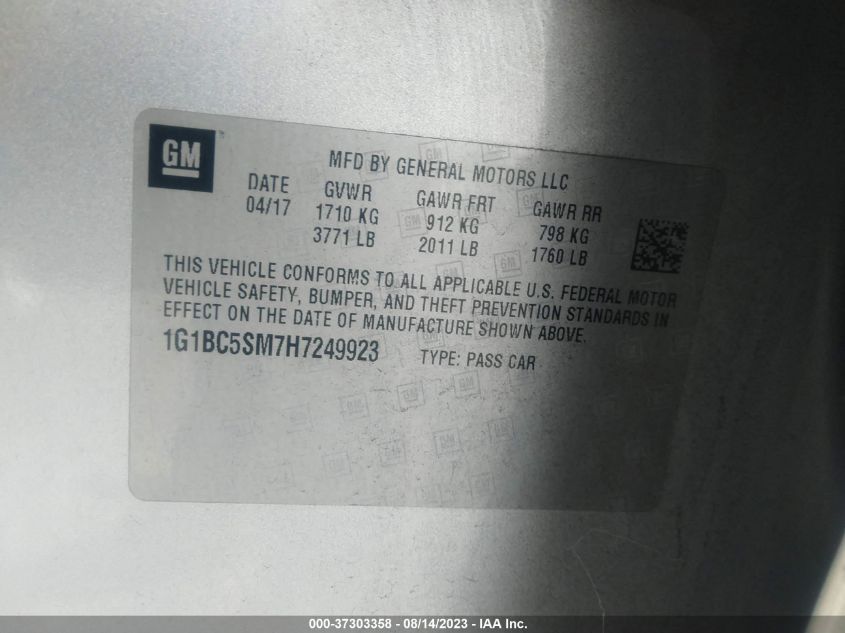 GM
MFD BY GENERAL MOTORS LLC
DATE GVWR GAWR FRT GAWR RR
04/17 1710 KG 912 KG 798 KG
3771 LB 2011 LB 1760 LB
THIS VEHICLE CONFORMS TO ALL APPLICABLE U.S. FEDERAL MOTOR
VEHICLE SAFETY, BUMPER, AND THEFT PREVENTION STANDARDS IN
EFFECT ON THE DATE OF MANUFACTURE SHOWN ABOVE.
1G1BC5SM7H7249923 TYPE: PASS CAR
000-37303358 - 08/14/2023 - IAA Inc.